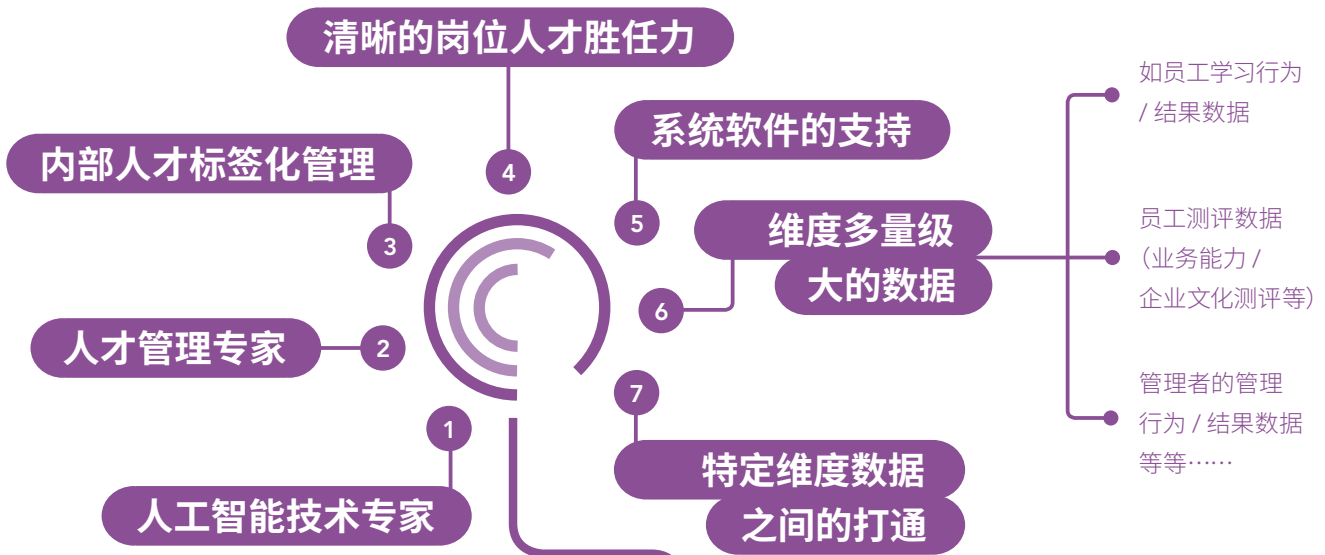 清晰的岗位人才胜任力
如员工学习行为
/ 结果数据
系统软件的支持
内部人才标签化管理
4
5
3
维度多量级
大的数据
员工测评数据
（业务能力 /
企业文化测评等）
6
人才管理专家
2
管理者的管理
行为 / 结果数据
等等……
7
1
特定维度数据
之间的打通
人工智能技术专家